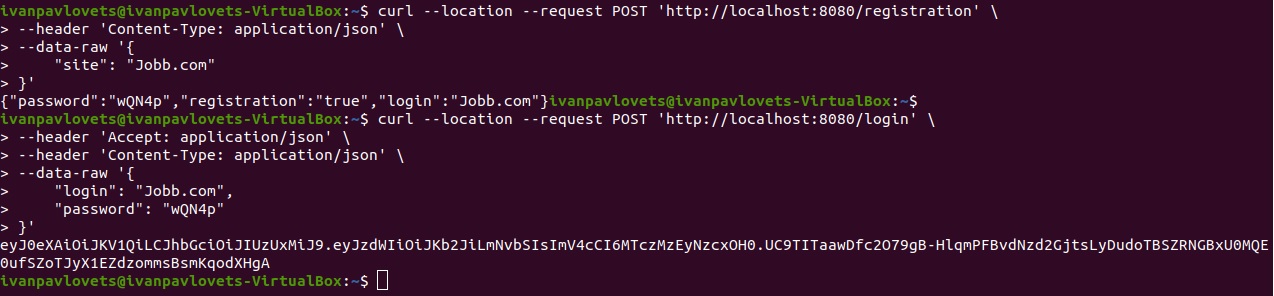 ivanpavlovets@ivanpavlovets-VirtualBox:~$ curl --location --request POST 'http://localhost:8080/registration' \
> --header 'Content-Type: application/json' \
> --data-raw '{
>     "site": "Jobb.com"
> }'
{"password":"wQN4p","registration":"true","login":"Jobb.com"}ivanpavlovets@ivanpavlovets-VirtualBox:~$
ivanpavlovets@ivanpavlovets-VirtualBox:~$ curl --location --request POST 'http://localhost:8080/login' \
> --header 'Accept: application/json' \
> --header 'Content-Type: application/json' \
> --data-raw '{
>     "login": "Jobb.com",
>     "password": "wQN4p"
> }'
eyJ0eXAiOiJKV1QiLCJhbGciOiJIUzUxMiJ9.eyJzdWIiOiJKb2JiLmNvbSIsImV4cCI6MTczMzEyNzcxOH0.UC9TITaawDfc2O79gB-HlqmPFBvdNzd2GjtsLyDudoTBSZRNGBxU0MQE
0ufSZoTJyX1EZdzommsBsmKqodXHgA
ivanpavlovets@ivanpavlovets-VirtualBox:~$